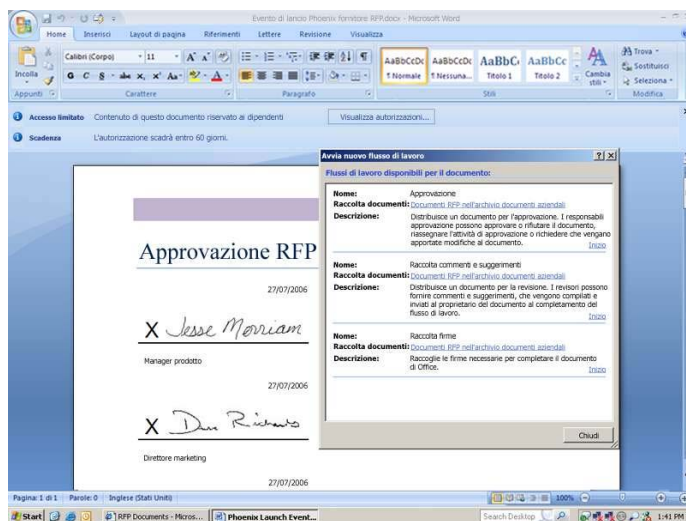 Evento di lancio Phoenix fornitore RFP.docx - Microsoft Word
Home Inserisci Layout di pagina Riferimenti Lettere Revisione Visualizza
Calibri (Corpo) 11
AaBbCcDc AaBbCcDc AaBbC AaBbCc AA
Trova
Sostituisci
Incolla
G C S abe x, x' Aa A
¶ Normale ¶ Nessuna... Titolo 1 Titolo 2
Cambia stili
Seleziona
Appunti Carattere Paragrafo Stili Modifica
Accesso limitato Contenuto di questo documento riservato ai dipendenti Visualizza autorizzazioni...
Scadenza L'autorizzazione scadrà entro 60 giorni.
Approvazione RFP
27/07/2006
X Jesse Merriam
Manager prodotto
27/07/2006
X Dan Richards
Direttore marketing
27/07/2006
Avvia nuovo flusso di lavoro
Flussi di lavoro disponibili per il documento:
Nome: Approvazione
Raccolta documenti: Documenti RFP nell'archivio documenti aziendali
Descrizione: Distribuisce un documento per l'approvazione. I responsabili
approvazione possono approvare o rifiutare il documento,
riassegnare l'attività di approvazione o richiedere che vengano
apportate modifiche al documento.
Inizio
Nome: Raccolta commenti e suggerimenti
Raccolta documenti: Documenti RFP nell'archivio documenti aziendali
Descrizione: Distribuisce un documento per la revisione. I revisori possono
fornire commenti e suggerimenti, che vengono compilati e
inviati al proprietario del documento al completamento del
flusso di lavoro.
Inizio
Nome: Raccolta firme
Raccolta documenti: Documenti RFP nell'archivio documenti aziendali
Descrizione: Raccoglie le firme necessarie per completare il documento
di Office.
Inizio
Chiudi
Pagina: 1 di 1 Parole: 0 Inglese (Stati Uniti) 100%
Start RFP Documents - Micros... Phoenix Launch Event... Search Desktop 1:41 PM